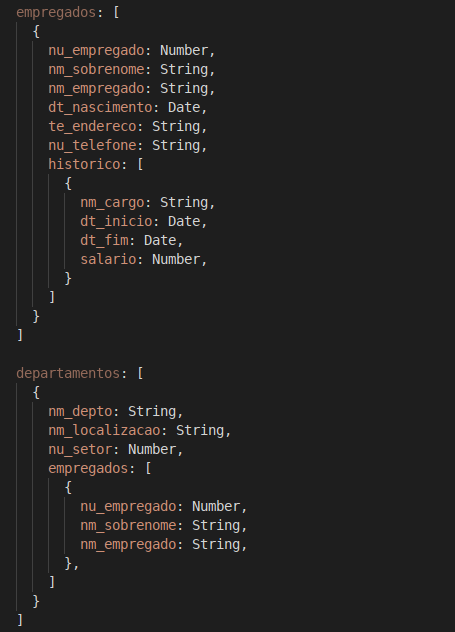 empregados: [
{
nu_empregado: Number,
nm_sobrenome: String,
nm_empregado: String,
dt_nascimento: Date,
te_endereco: String,
nu_telefone: String,
historico: [
{
nm_cargo: String,
dt_inicio: Date,
dt_fim: Date,
salario: Number,
}
]
}
]
departamentos: [
{
nm_depto: String,
nm_localizacao: String,
nu_setor: Number,
empregados: [
{
nu_empregado: Number,
nm_sobrenome: String,
nm_empregado: String,
},
]
}
]